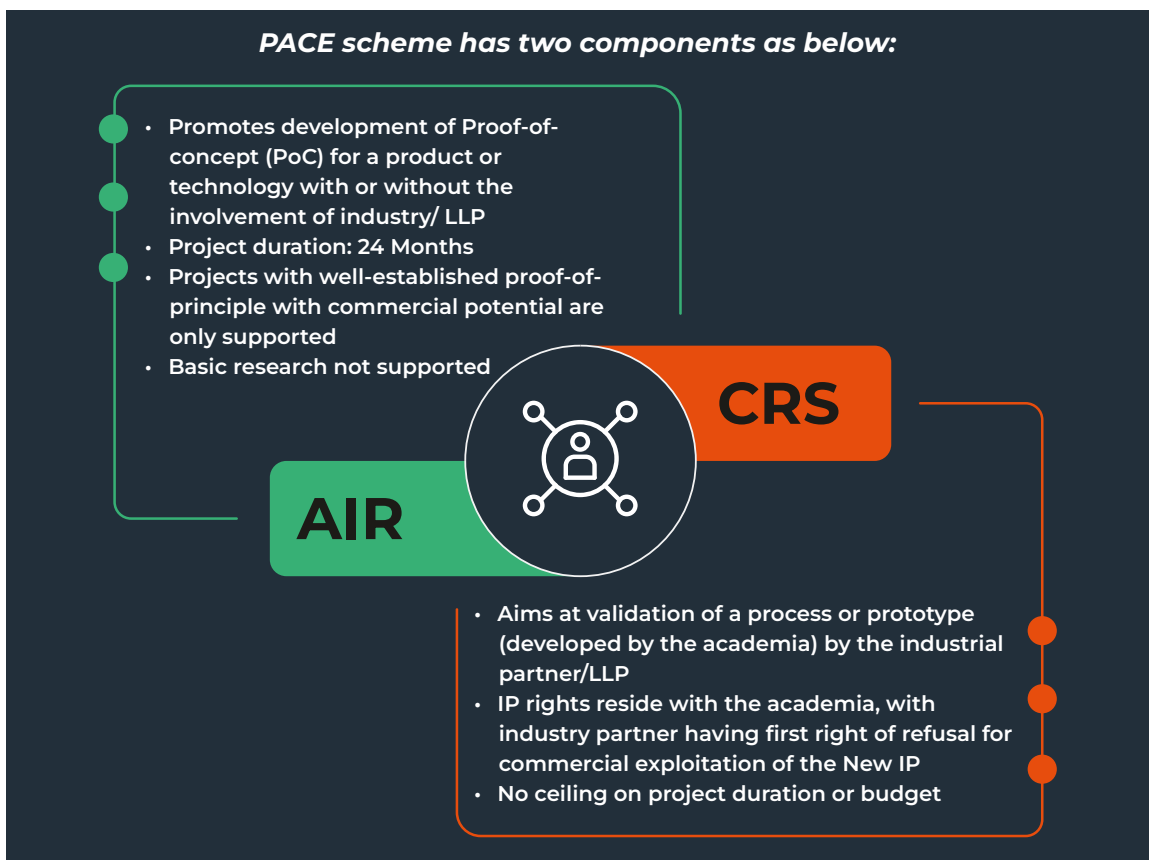 PACE scheme has two components as below:
• Promotes development of Proof-of-
concept (PoC) for a product or
technology with or without the
involvement of industry/ LLP
• Project duration: 24 Months
• Projects with well-established proof-of-
principle with commercial potential are
only supported
• Basic research not supported
CRS
AIR
• Aims at validation of a process or prototype
(developed by the academia) by the industrial
partner/LLP
• IP rights reside with the academia, with
industry partner having first right of refusal for
commercial exploitation of the New IP
• No ceiling on project duration or budget